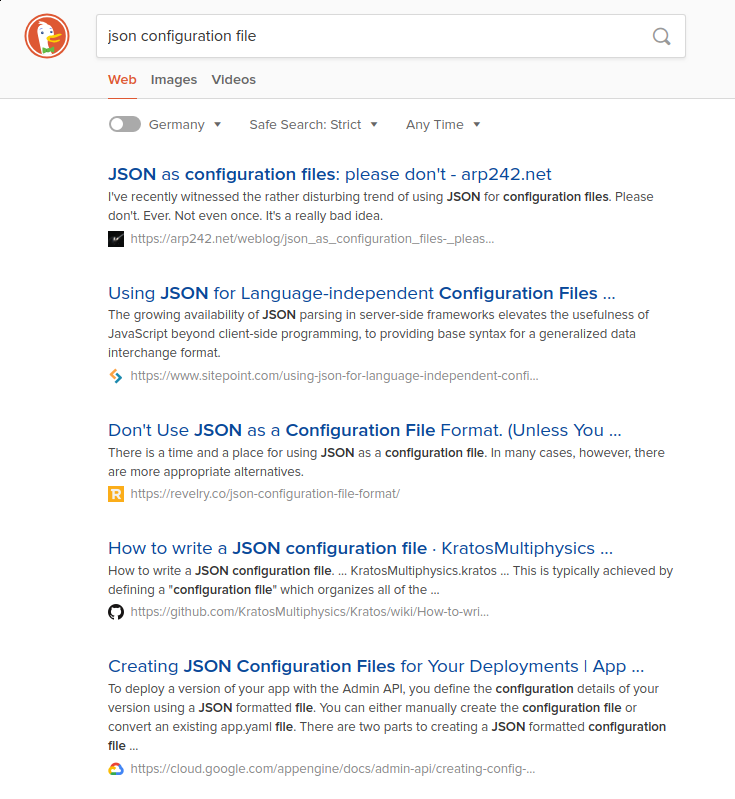 json configuration file
Web Images Videos
Germany Safe Search: Strict Any Time
JSON as configuration files: please don't - arp242.net
I've recently witnessed the rather disturbing trend of using JSON for configuration files. Please
don't. Ever. Not even once. It's a really bad idea.
https://arp242.net/weblog/json_as_configuration_files-_pleas...
Using JSON for Language-independent Configuration Files ...
The growing availability of JSON parsing in server-side frameworks elevates the usefulness of
JavaScript beyond client-side programming, to providing base syntax for a generalized data
interchange format.
https://www.sitepoint.com/using-json-for-language-independent-confi...
Don't Use JSON as a Configuration File Format. (Unless You ...
There is a time and a place for using JSON as a configuration file. In many cases, however, there
are more appropriate alternatives.
R https://revelry.co/json-configuration-file-format/
How to write a JSON configuration file · KratosMultiphysics ...
How to write a JSON configuration file. ... KratosMultiphysics.kratos ... This is typically achieved by
defining a "configuration file" which organizes all of the ...
https://github.com/KratosMultiphysics/Kratos/wiki/How-to-wri...
Creating JSON Configuration Files for Your Deployments | App ...
To deploy a version of your app with the Admin API, you define the configuration details of your
version using a JSON formatted file. You can either manually create the configuration file or
convert an existing app.yaml file. There are two parts to creating a JSON formatted configuration
file ...
https://cloud.google.com/appengine/docs/admin-api/creating-config-...